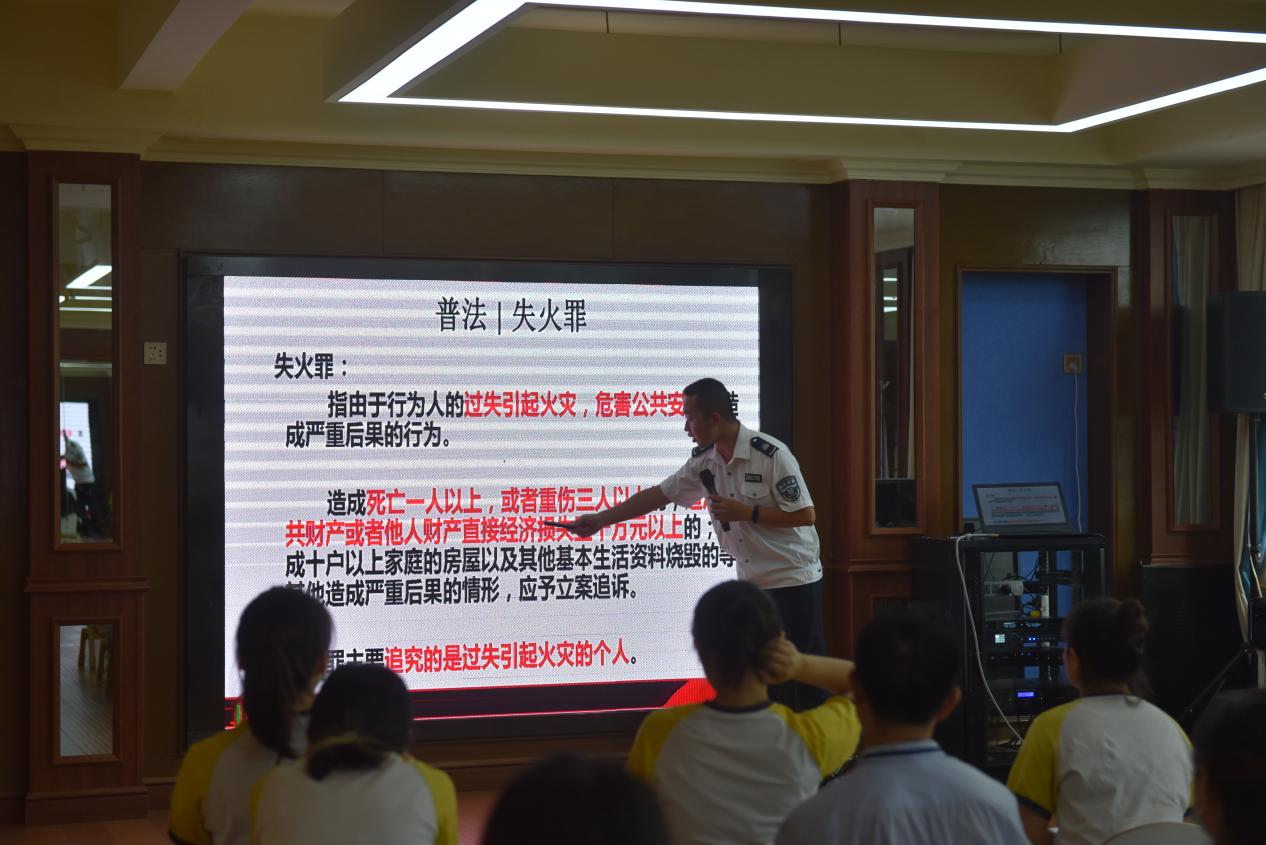 普法 | 失火罪
失火罪：
指由于行为人的过失引起火灾，危害公共安
成严重后果的行为。
造成死亡一人以上，或者重伤三人以
共财产或者他人财产直接经济损失 十万元以上的；
成十户以上家庭的房屋以及其他基本生活资料烧毁的等
他造成严重后果的情形，应予立案追诉。
罪主要追究的是过失引起火灾的个人。